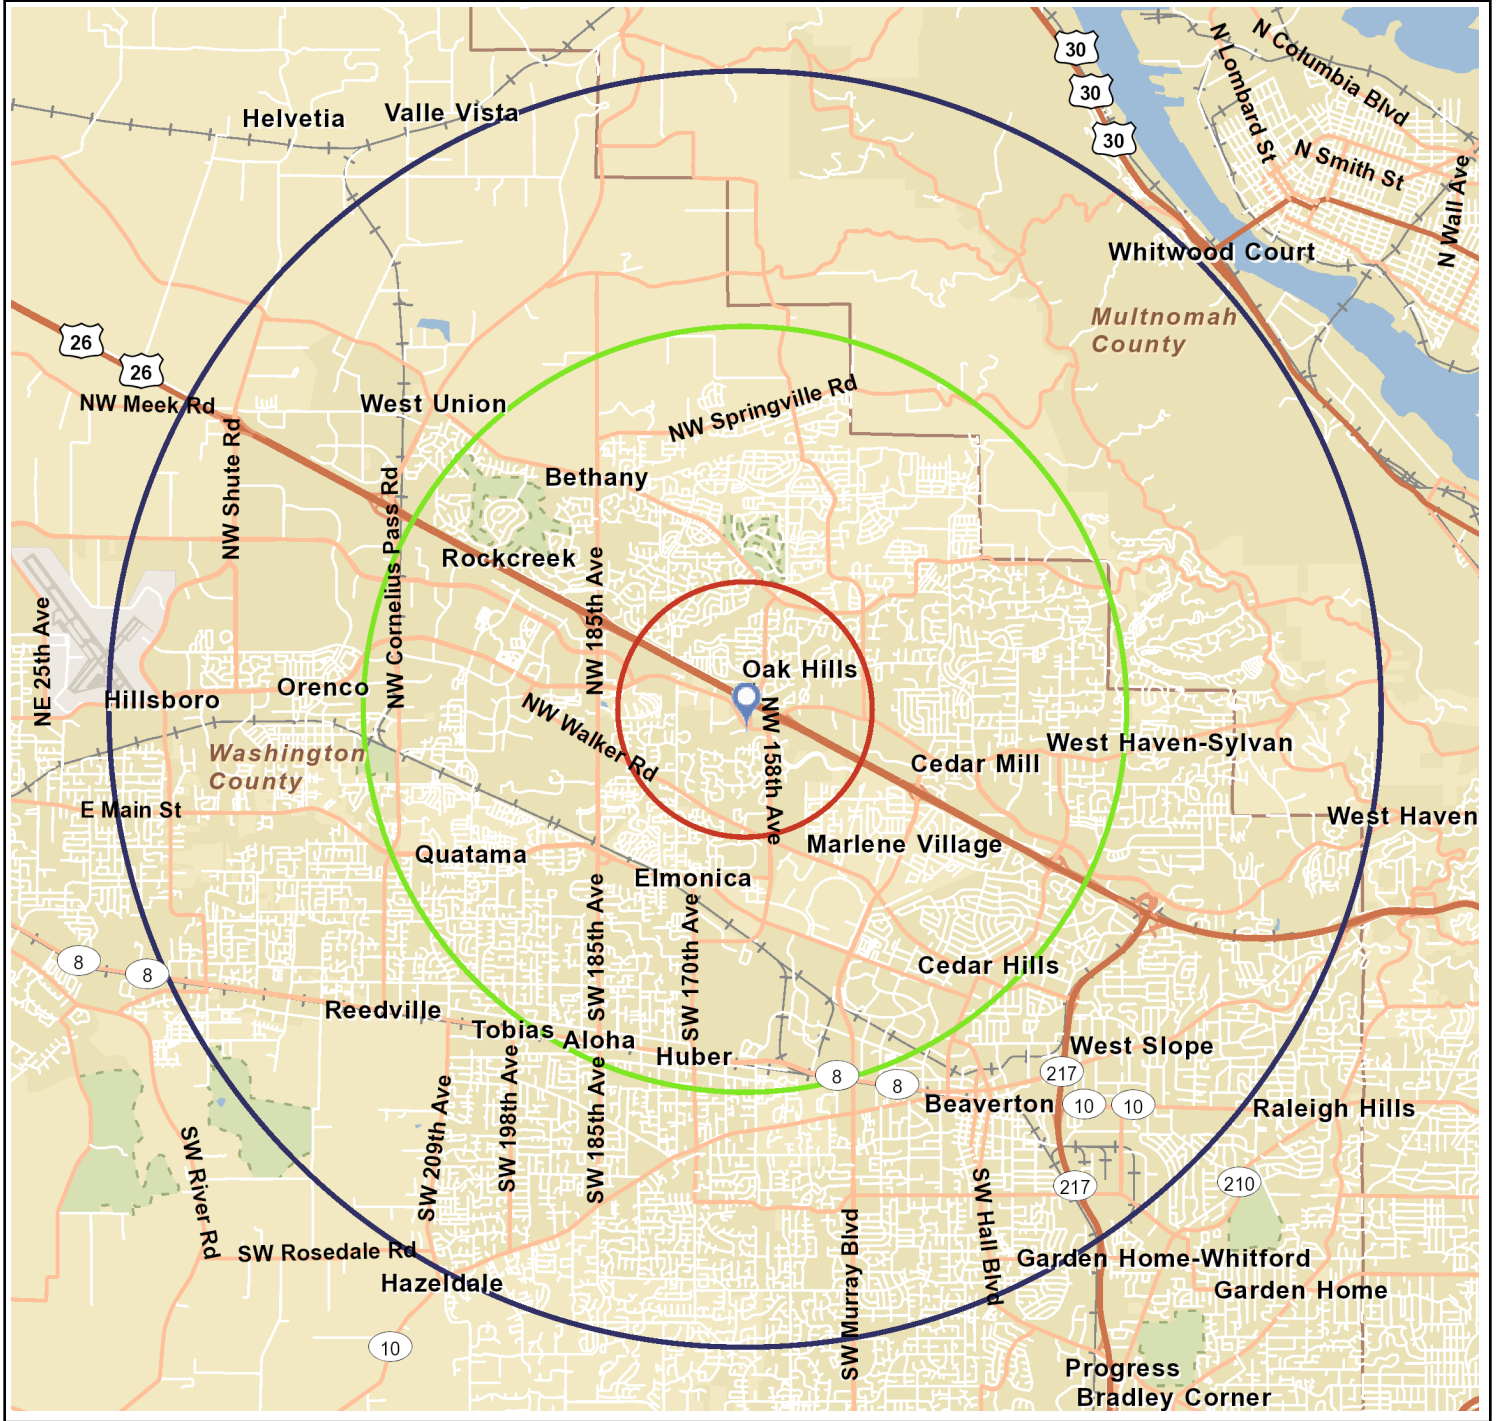 N Columbia Blvd
N Lombard St
30
30
30
Helvetia
Valle Vista
N Smith St
N Wall Ave
Whitwood Court
Multnomah
County
26
26
NW Meek Rd
West Union
NW Springville Rd
NW Shute Rd
Bethany
NW Cornelius Pass Rd
Rockcreek
NW 185th Ave
NE 25th Ave
Oak Hills
Hillsboro
Orenco
NW Walker Rd
NW 158th Ave
West Haven-Sylvan
Washington
County
Cedar Mill
E Main St
West Haven
Marlene Village
Quatama
Elmonica
SW 185th Ave
SW 170th Ave
8
8
Cedar Hills
Reedville
Tobias
Aloha
Huber
West Slope
8
8
217
SW 209th Ave
SW 198th Ave
SW 185th Ave
Beaverton
10
10
Raleigh Hills
SW River Rd
217
210
SW Hall Blvd
SW Murray Blvd
SW Rosedale Rd
Garden Home-Whitford
Hazeldale
Garden Home
10
Progress
Bradley Corner